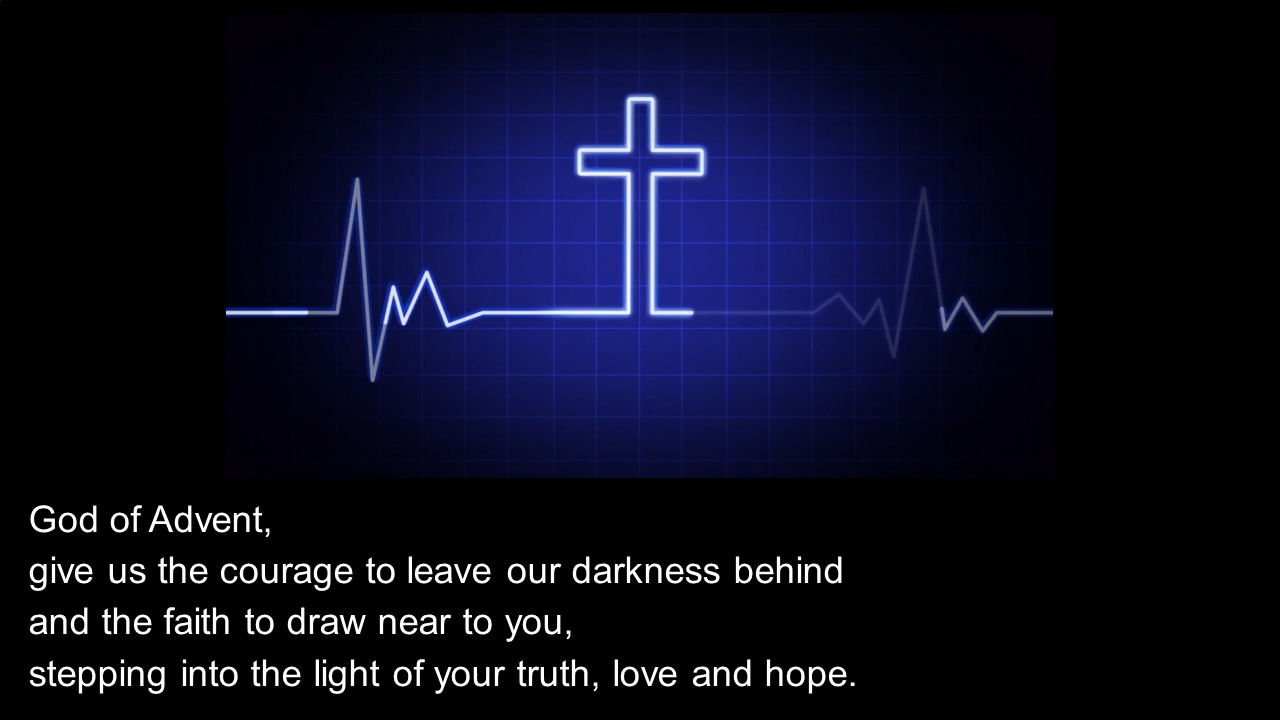 God of Advent,
give us the courage to leave our darkness behind
and the faith to draw near to you,
stepping into the light of your truth, love and hope.